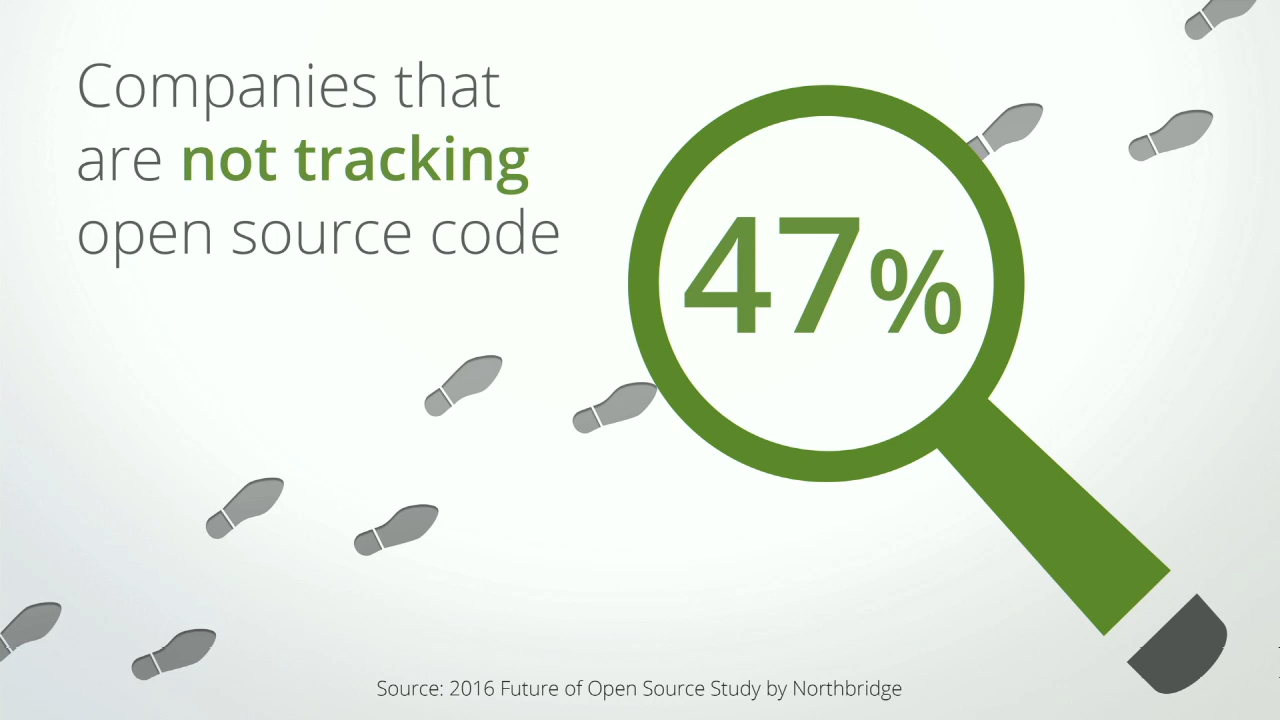 Companies that
are not tracking
open source code
47%
Source: 2016 Future of Open Source Study by Northbridge